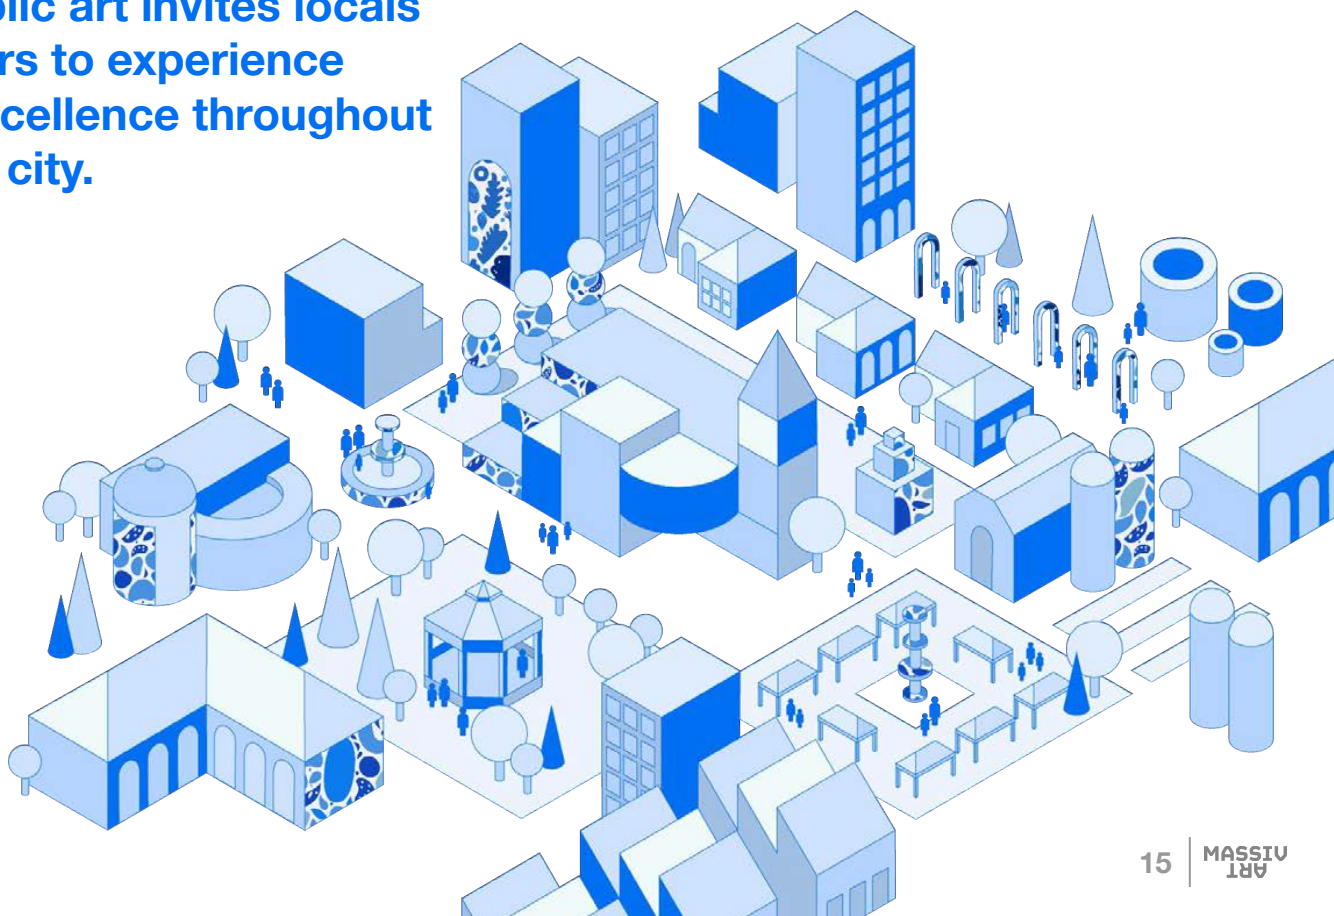 blic art invites locals
rs to experience
cellence throughout
city.
15
MASSIV
ART